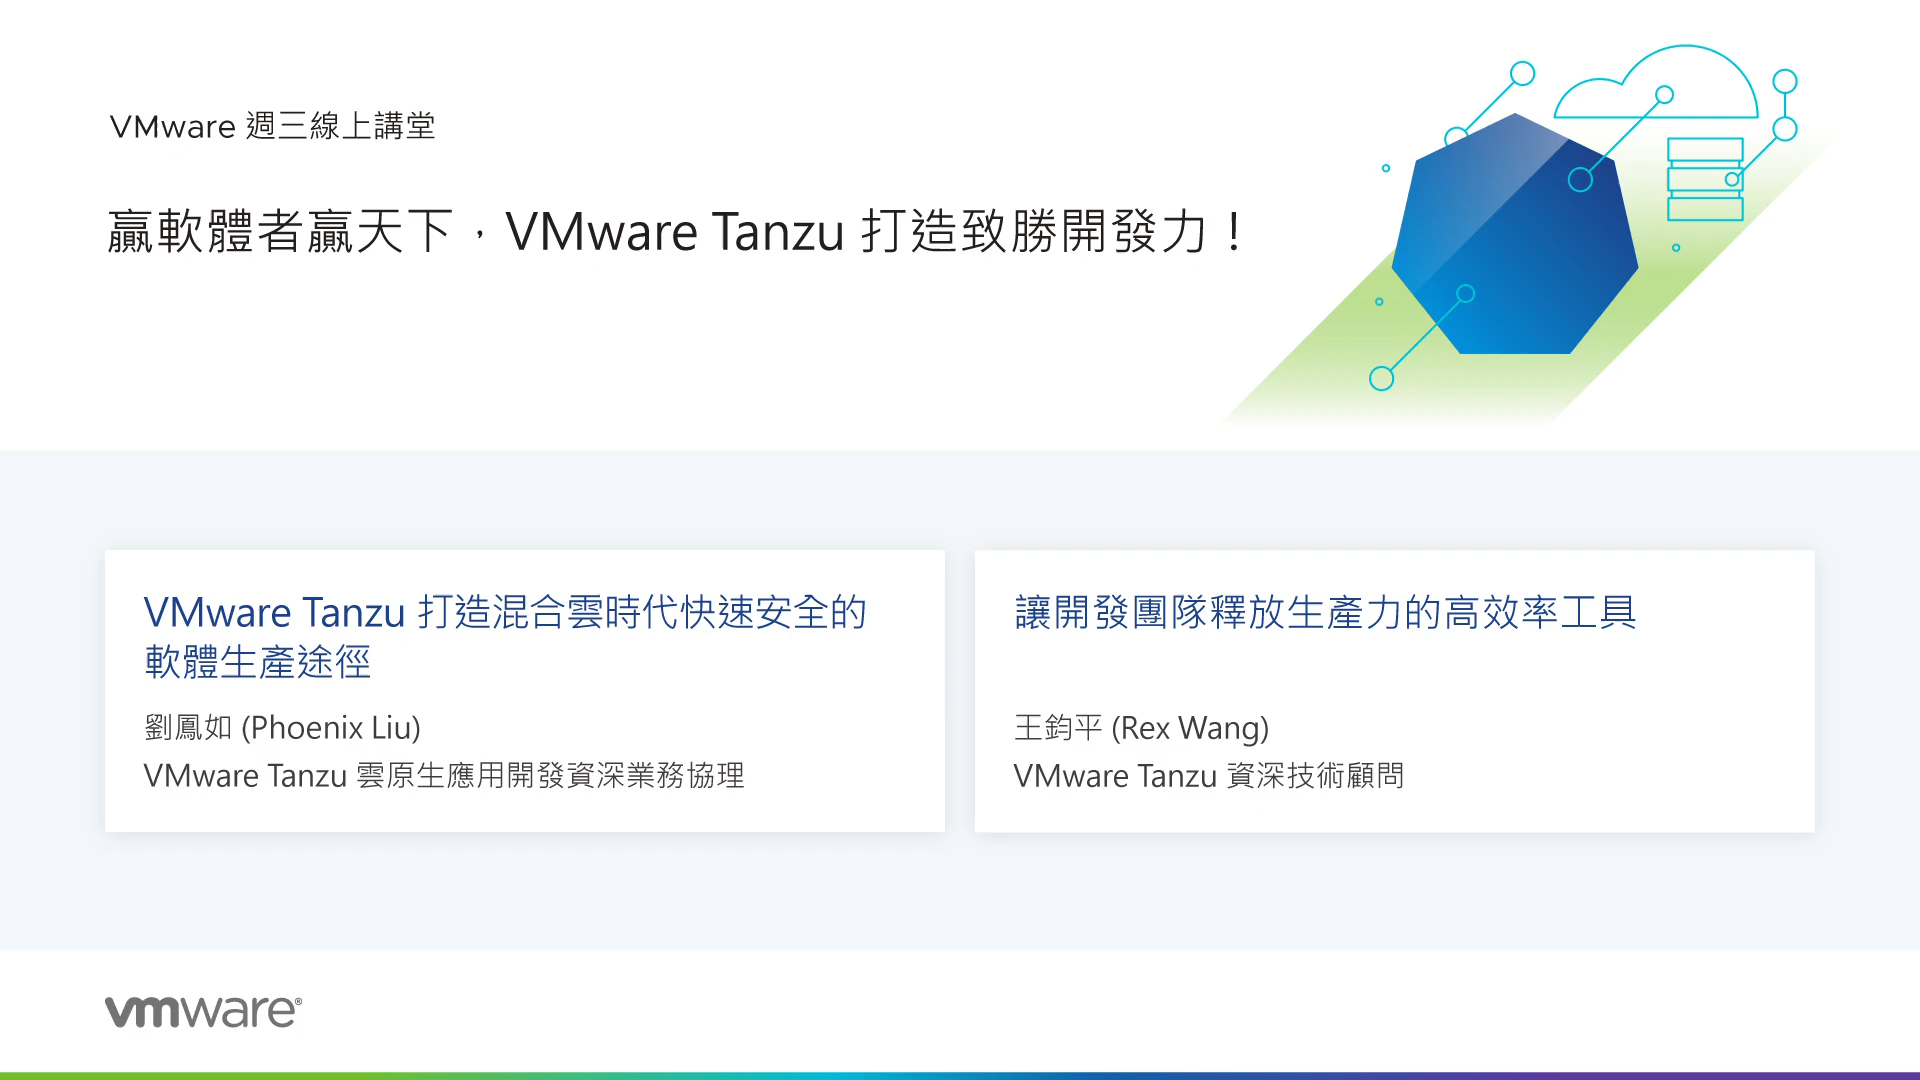 VMware 週三線上講堂
贏軟體者贏天下，VMware Tanzu 打造致勝開發力！
VMware Tanzu 打造混合雲時代快速安全的
軟體生產途徑
劉鳳如 (Phoenix Liu)
VMware Tanzu 雲原生應用開發資深業務協理
讓開發團隊釋放生產力的高效率工具
王鈞平 (Rex Wang)
VMware Tanzu 資深技術顧問
vmware®